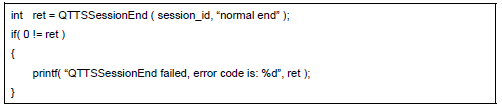 int   ret = QTTSSessionEnd ( session_id, “normal end” );
if( 0 != ret )
{
      printf( “QTTSSessionEnd failed, error code is: %d”, ret );
}